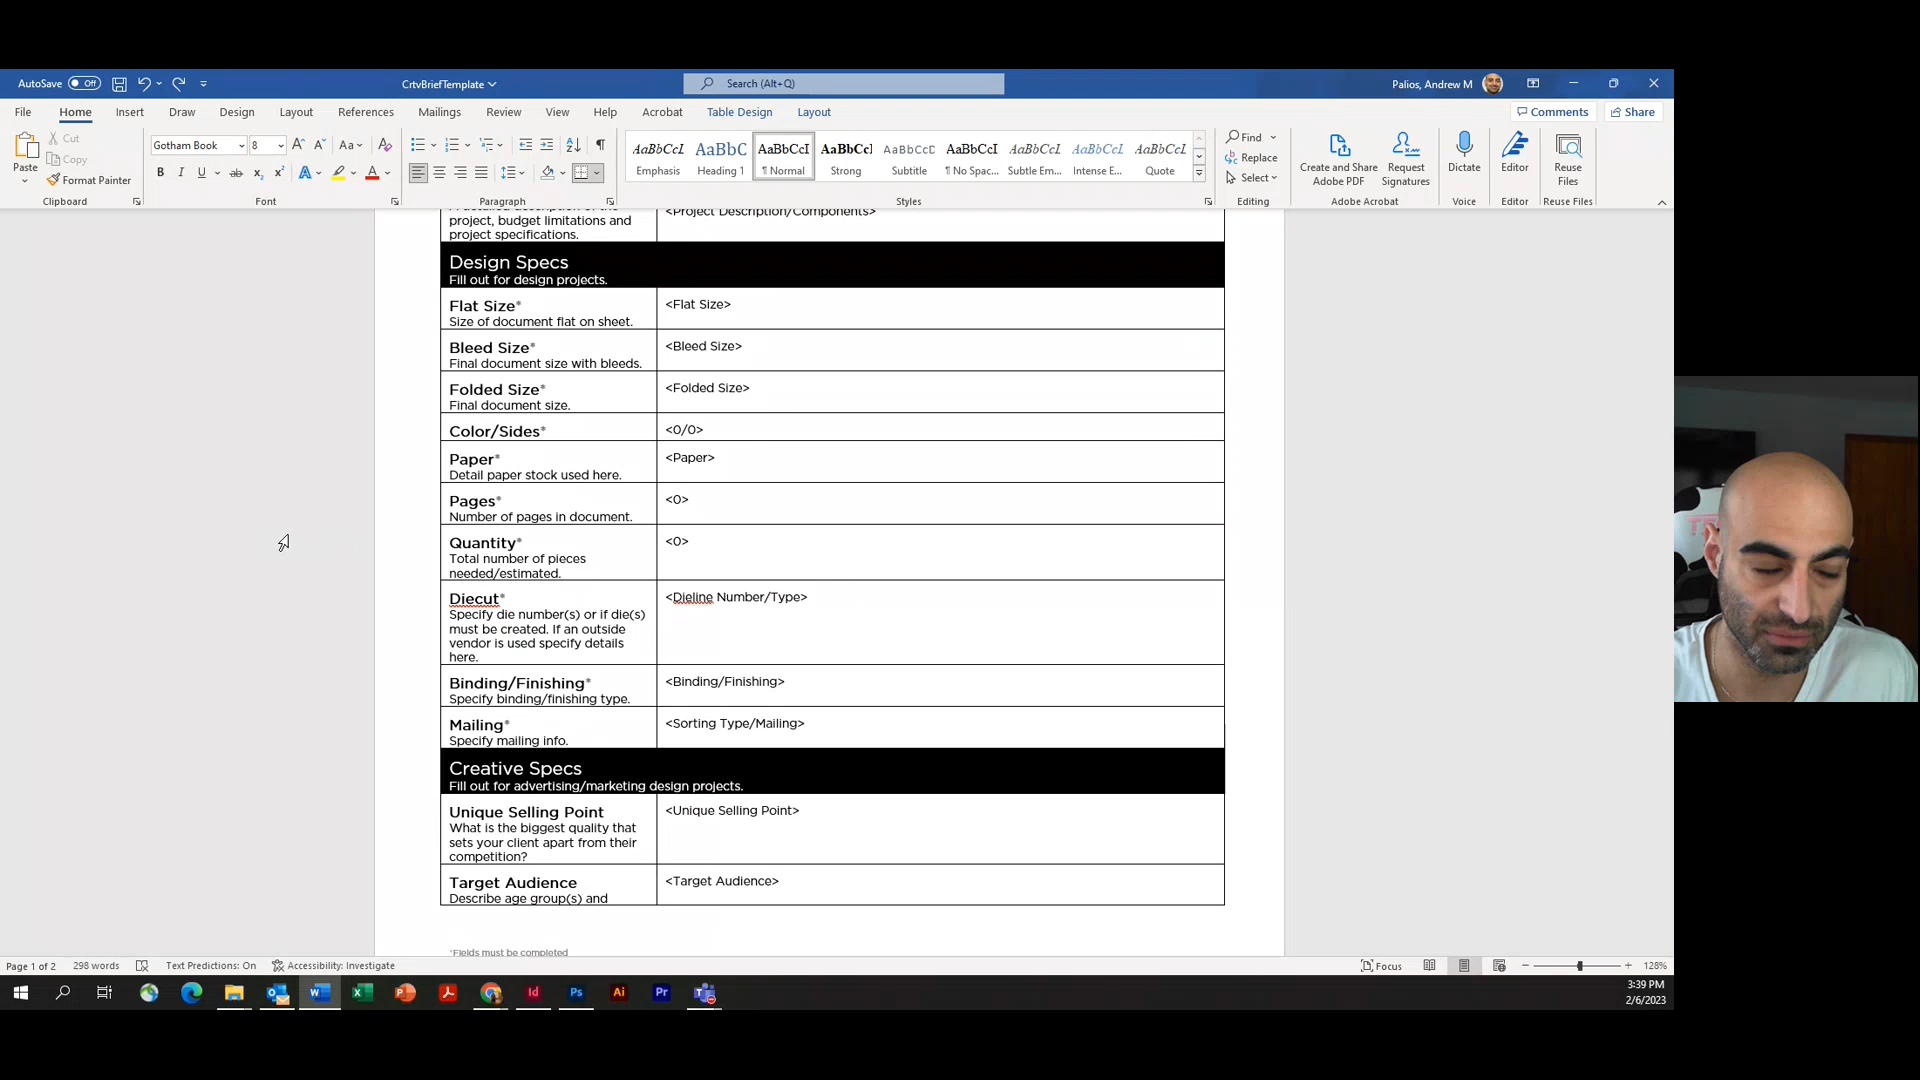 AutoSave Off
CrtvBriefTemplate
Search (Alt+Q)
Palios, Andrew M
File Home Insert Draw Design Layout References Mailings Review View Help Acrobat Table Design Layout
Comments Share
Paste
Cut
Copy
Format Painter
Clipboard
Gotham Book 8
Font
Paragraph
AaBbCcL AaBbC AaBbCcI AaBbCcI AaBbCcD AaBbCcI AaBbCcL AaBbCcL AaBbCcL
Emphasis Heading 1 ¶ Normal Strong Subtitle ¶ No Spac... Subtle Em... Intense E... Quote
Styles
Find
Replace
Select
Editing
Create and Share
Adobe PDF
Request
Signatures
Adobe Acrobat
Dictate
Voice
Editor
Editor
Reuse
Files
Reuse Files
project, budget limitations and
project specifications.
<Project Description/Components>
Design Specs
Fill out for design projects.
Flat Size*
Size of document flat on sheet.
<Flat Size>
Bleed Size*
Final document size with bleeds.
<Bleed Size>
Folded Size*
Final document size.
<Folded Size>
Color/Sides*
<0/0>
Paper*
Detail paper stock used here.
<Paper>
Pages*
Number of pages in document.
<0>
Quantity*
Total number of pieces
needed/estimated.
<0>
Diecut*
Specify die number(s) or if die(s)
must be created. If an outside
vendor is used specify details
here.
<Dieline Number/Type>
Binding/Finishing*
Specify binding/finishing type.
<Binding/Finishing>
Mailing*
Specify mailing info.
<Sorting Type/Mailing>
Creative Specs
Fill out for advertising/marketing design projects.
Unique Selling Point
What is the biggest quality that
sets your client apart from their
competition?
<Unique Selling Point>
Target Audience
Describe age group(s) and
<Target Audience>
*Fields must be completed
Page 1 of 2 298 words Text Predictions: On Accessibility: Investigate
Focus 128%
3:39 PM
2/6/2023